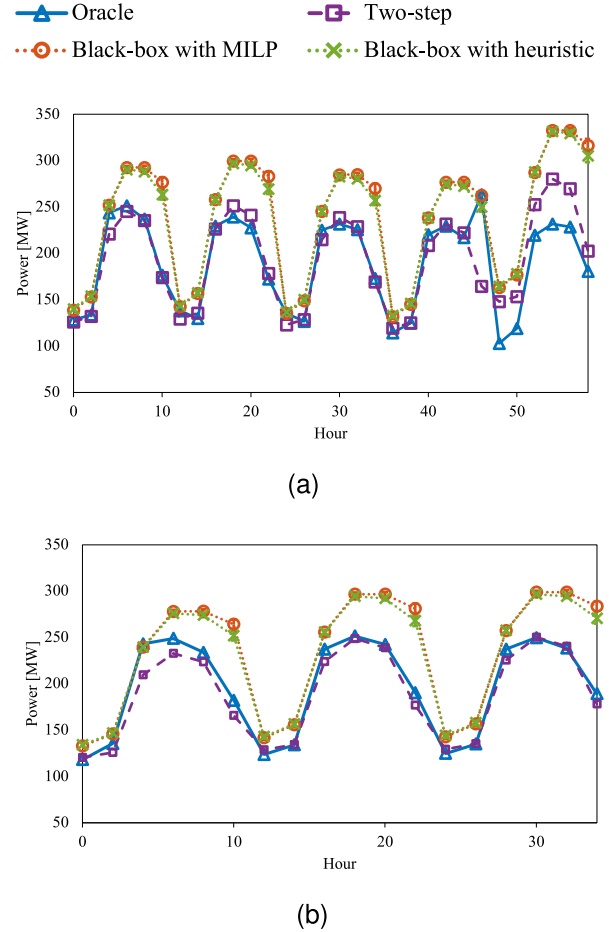 Oracle Two-step
Black-box with MILP Black-box with heuristic
350
300
250
200
150
100
50
Power [MW]
0 10 20 30 40 50
Hour
(a)
350
300
250
200
150
100
50
Power [MW]
0 10 20 30
Hour
(b)